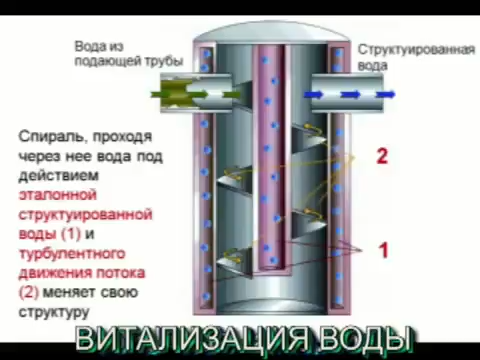 Вода из
подающей трубы
Структуированная
вода
Спираль, проходя
через нее вода под
действием
эталонной
структуированной
воды (1) и
турбулентного
движения потока
(2) меняет свою
структуру
2
1
ВИТАЛИЗАЦИЯ ВОДЫ